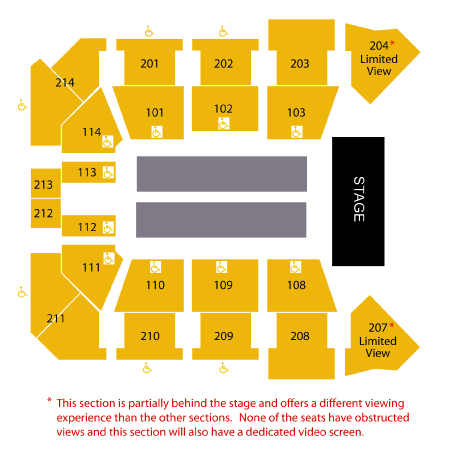 201
202
203
204*
Limited
View
214
101
102
103
114
113
213
212
112
STAGE
111
211
110
109
108
210
209
208
207*
Limited
View
* This section is partially behind the stage and offers a different viewing
experience than the other sections.  None of the seats have obstructed
views and this section will also have a dedicated video screen.